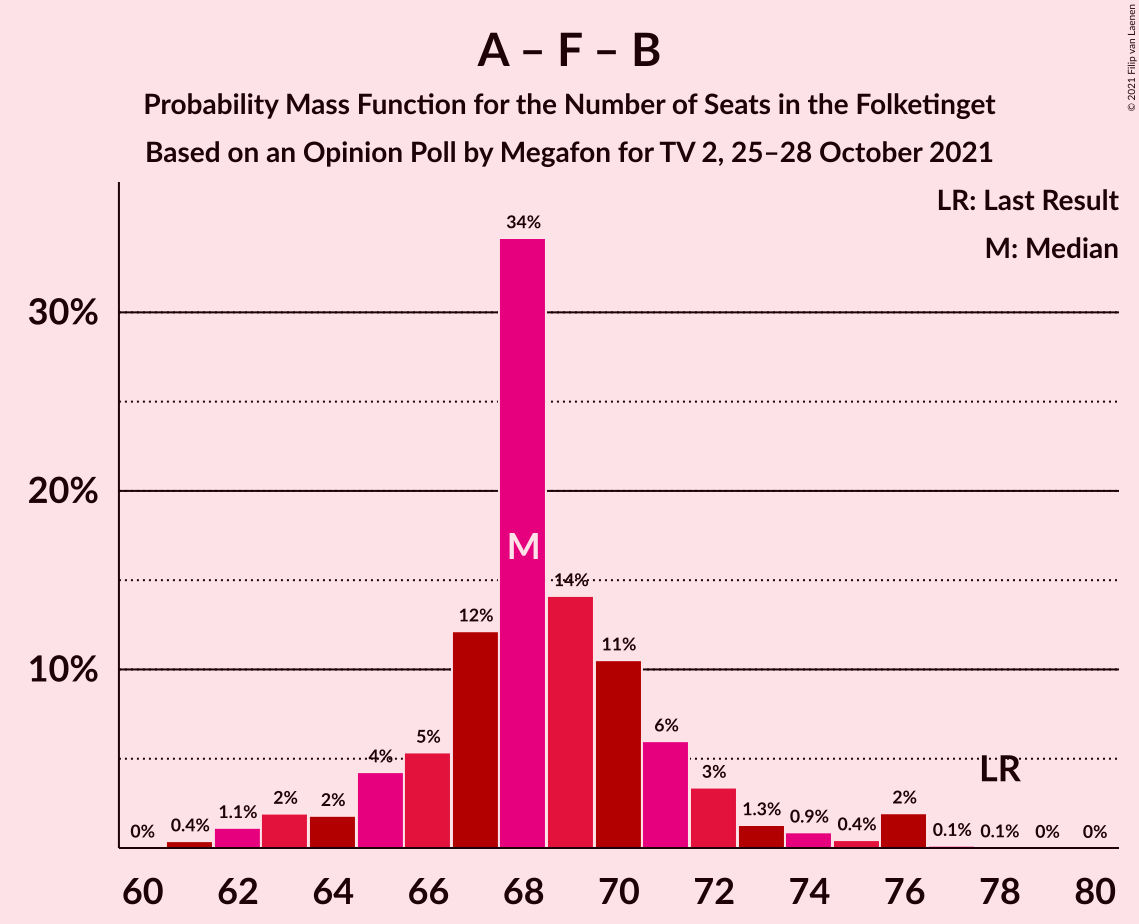 A – F – B
Probability Mass Function for the Number of Seats in the Folketinget
Based on an Opinion Poll by Megafon for TV 2, 25–28 October 2021
© 2021 Filip van Laenen
LR: Last Result
M: Median
30%
20%
10%
0%
0.4%
1.1%
2%
2%
4%
5%
12%
34%
M
14%
11%
6%
3%
1.3%
0.9%
0.4%
2%
0.1%
0.1%
LR
0%
0%
60 62 64 66 68 70 72 74 76 78 80